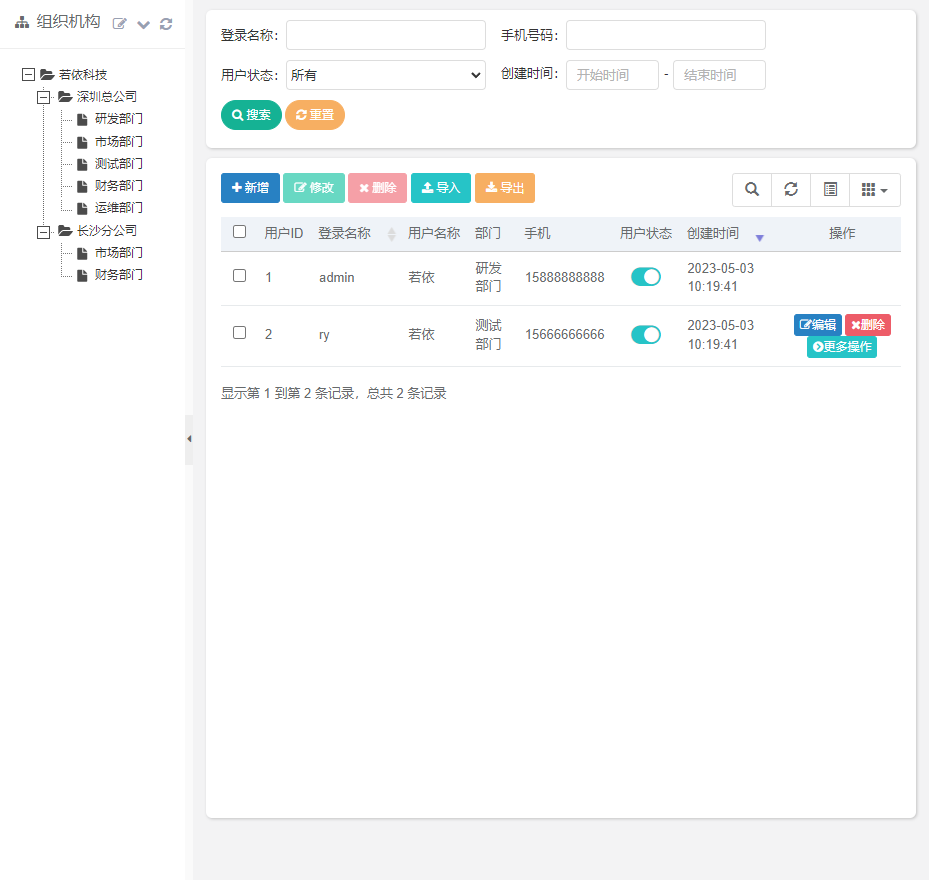 组织机构
若依科技
深圳总公司
研发部门
市场部门
测试部门
财务部门
运维部门
长沙分公司
市场部门
财务部门
登录名称： 手机号码：
用户状态： 所有 创建时间： 开始时间 - 结束时间
搜索 重置
新增 修改 删除 导入 导出
用户ID 登录名称 用户名称 部门 手机 用户状态 创建时间 操作
1 admin 若依 研发部门 15888888888 2023-05-03 10:19:41
2 ry 若依 测试部门 15666666666 2023-05-03 10:19:41 编辑 删除 更多操作
显示第 1 到第 2 条记录，总共 2 条记录